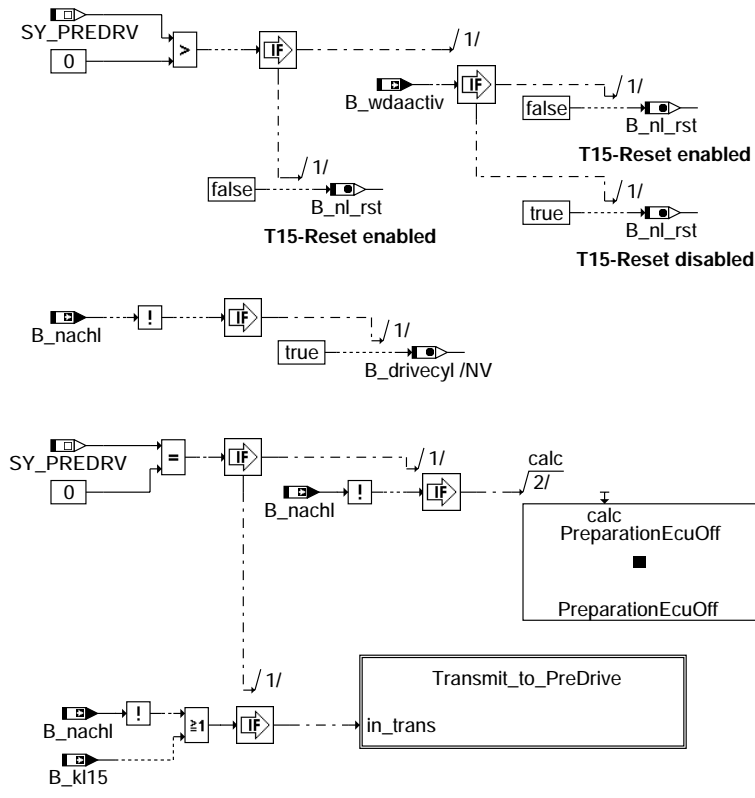 SY_PREDRV
0
>
IF
1/
B_wdaactiv
IF
1/
false
B_nl_rst
T15-Reset enabled
1/
false
B_nl_rst
T15-Reset enabled
1/
true
B_nl_rst
T15-Reset disabled
B_nachl
!
IF
1/
true
B_drivecyl /NV
SY_PREDRV
0
=
IF
1/
B_nachl
!
IF
calc
2/
calc
PreparationEcuOff
PreparationEcuOff
1/
Transmit_to_PreDrive
in_trans
B_nachl
!
≧1
IF
B_kl15